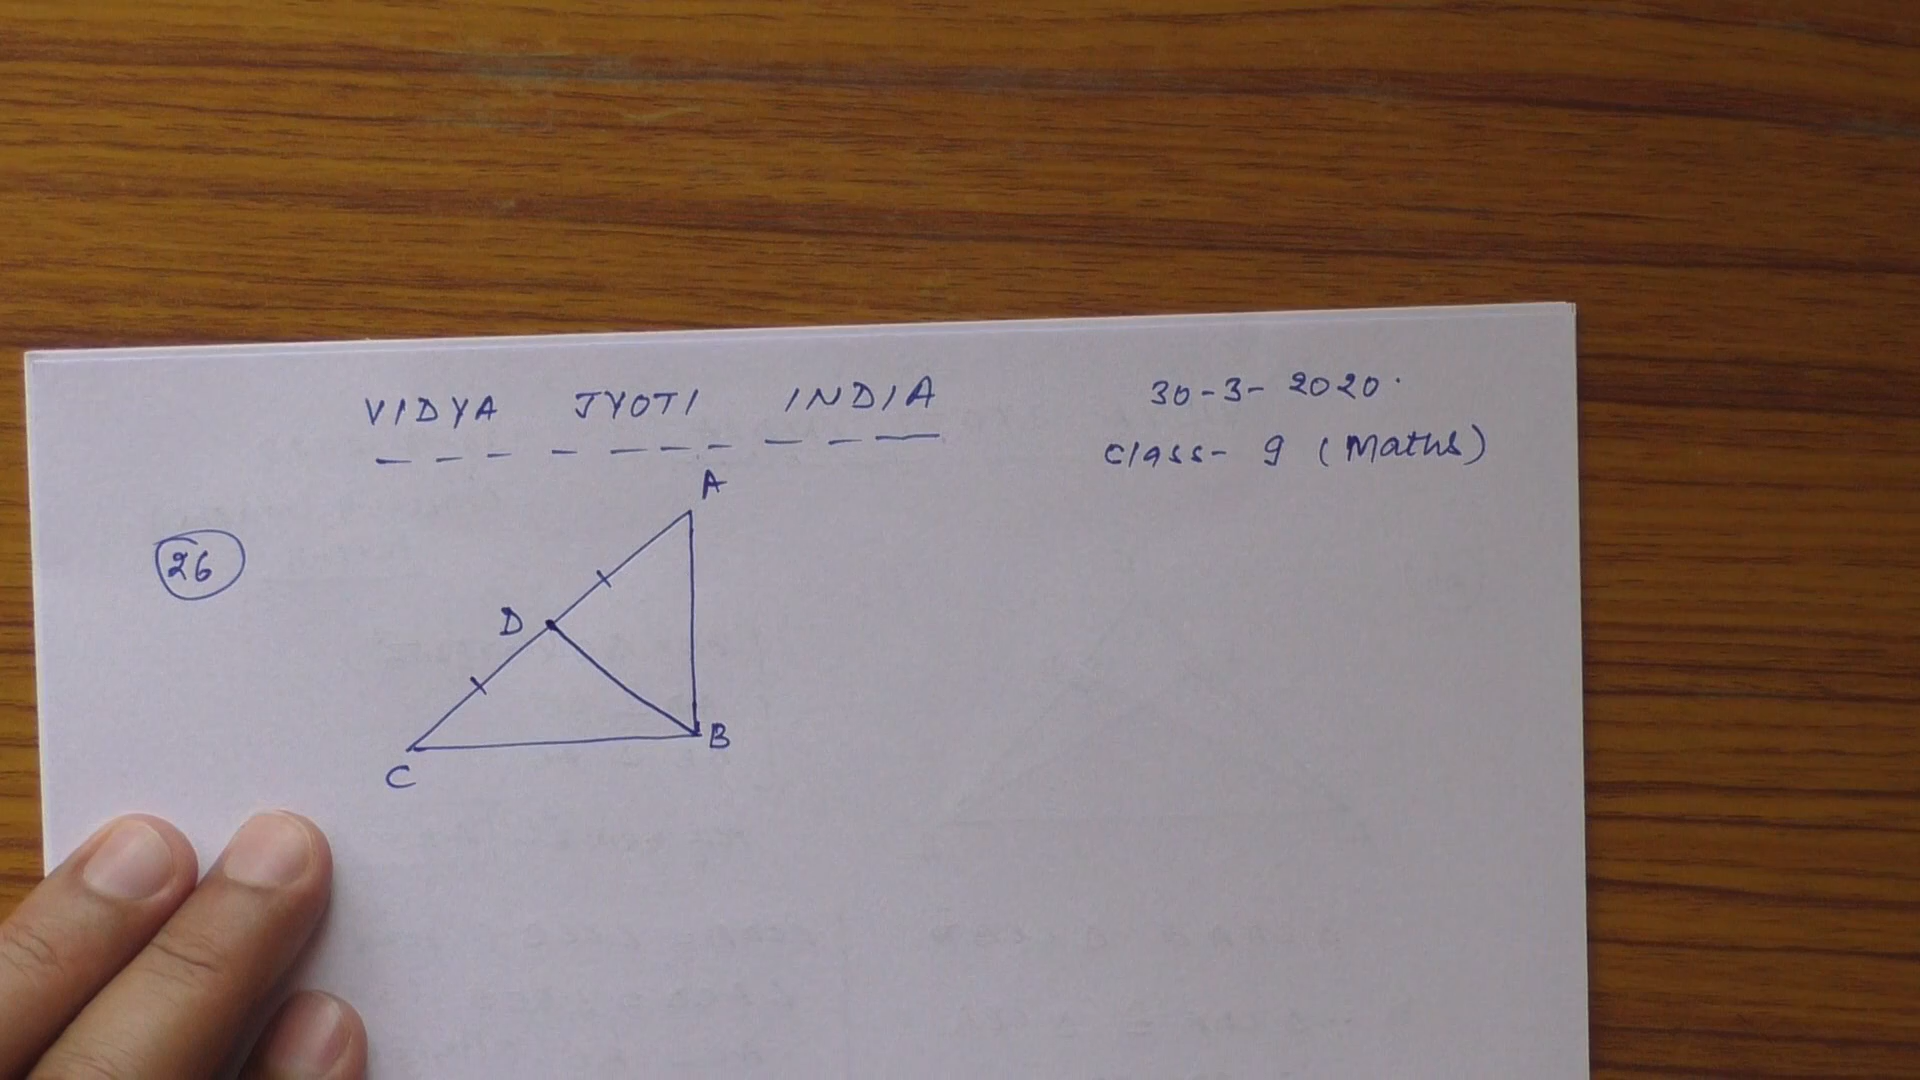 VIDYA JYOTI INDIA
30-3-2020.
Class- 9 (Maths)
26
A
D
B
C